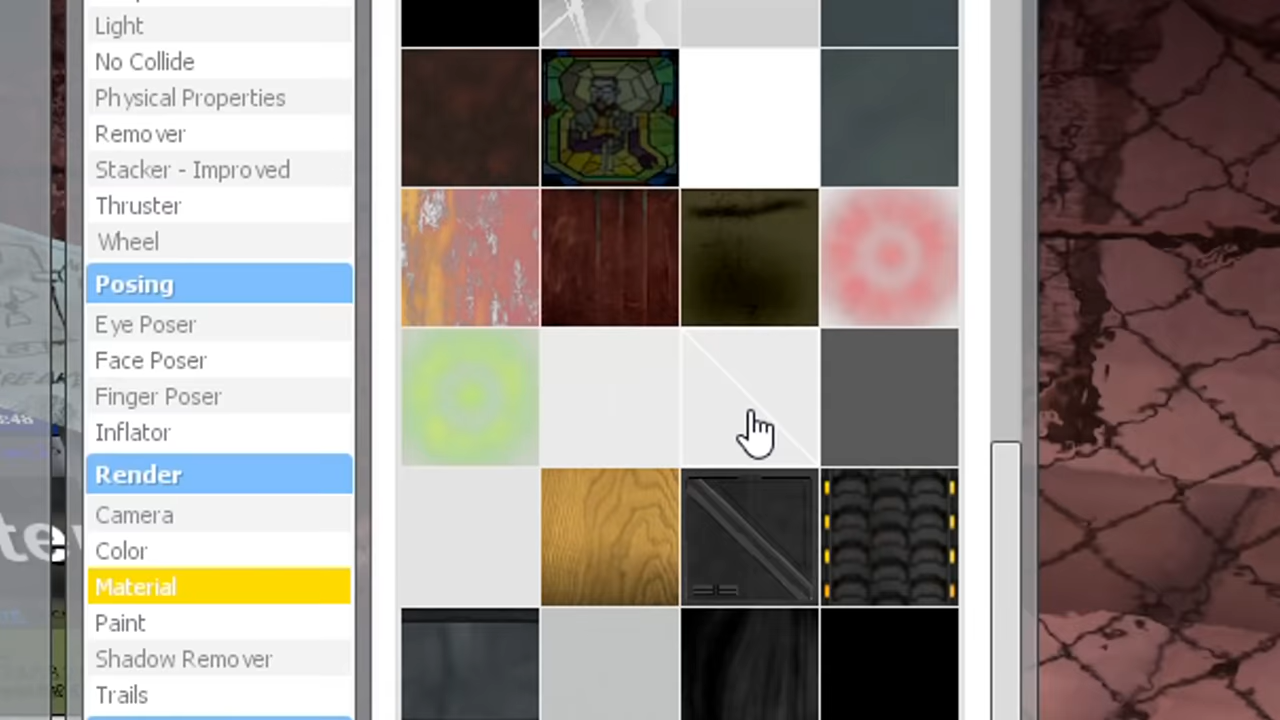 Light
No Collide
Physical Properties
Remover
Stacker - Improved
Thruster
Wheel
Posing
Eye Poser
Face Poser
Finger Poser
Inflator
Render
Camera
Color
Material
Paint
Shadow Remover
Trails